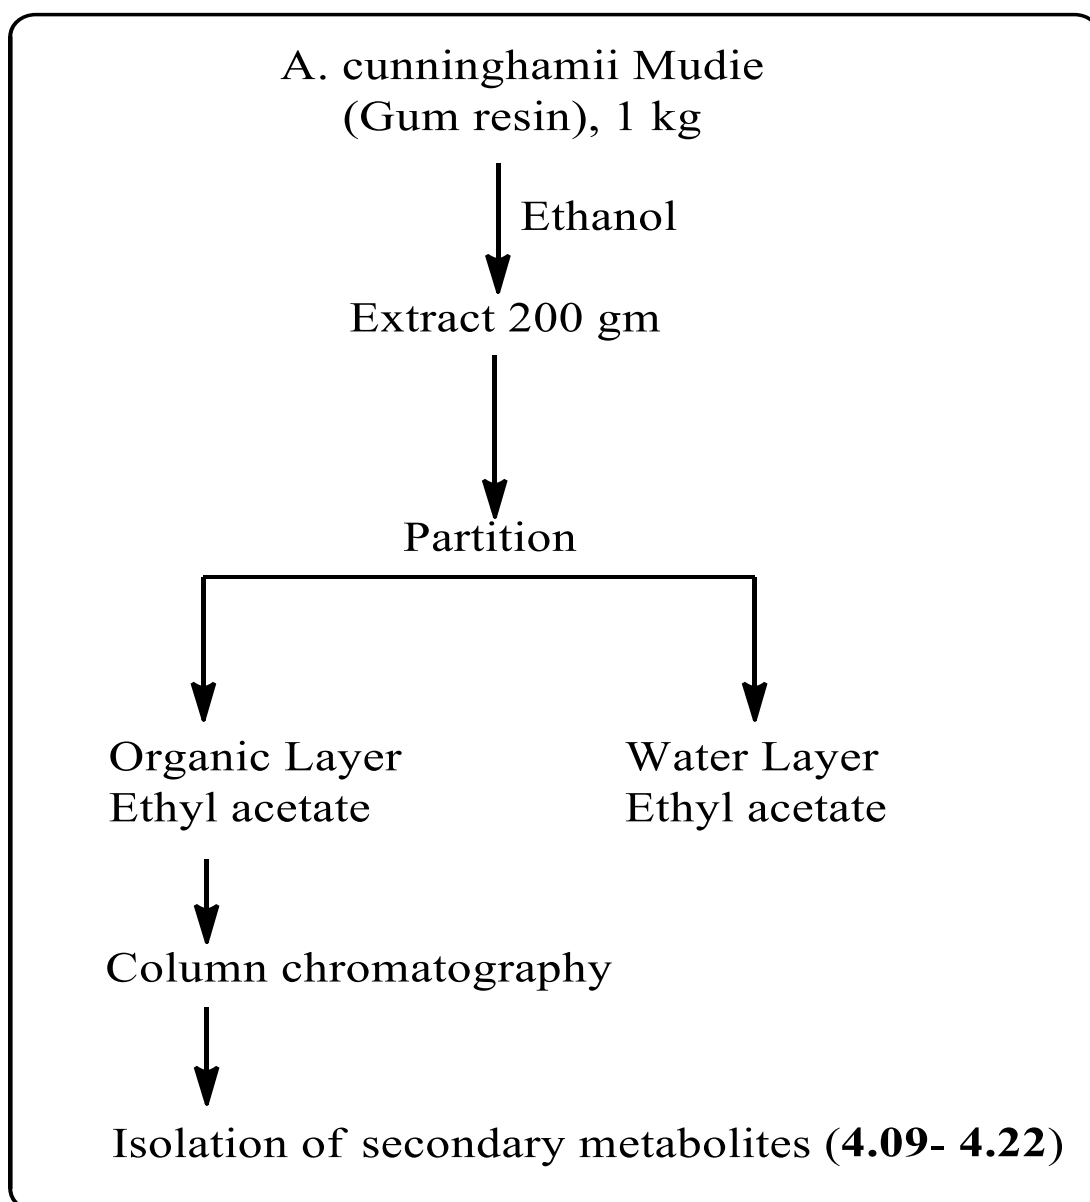 A. cunninghamii Mudie
(Gum resin), 1 kg
Ethanol
Extract 200 gm
Partition
Organic Layer
Ethyl acetate
Water Layer
Ethyl acetate
Column chromatography
Isolation of secondary metabolites (4.09- 4.22)